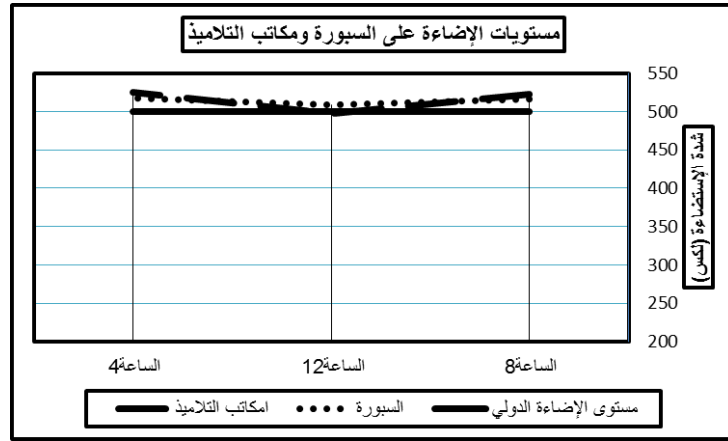 مستويات الإضاءة على السبورة ومكاتب التلاميذ
550
500
450
400
350
300
250
200
شدة الإستضاءة (لكس)
الساعة8
الساعة12
الساعة4
مستوى الإضاءة الدولي
السبورة
امكاتب التلاميذ